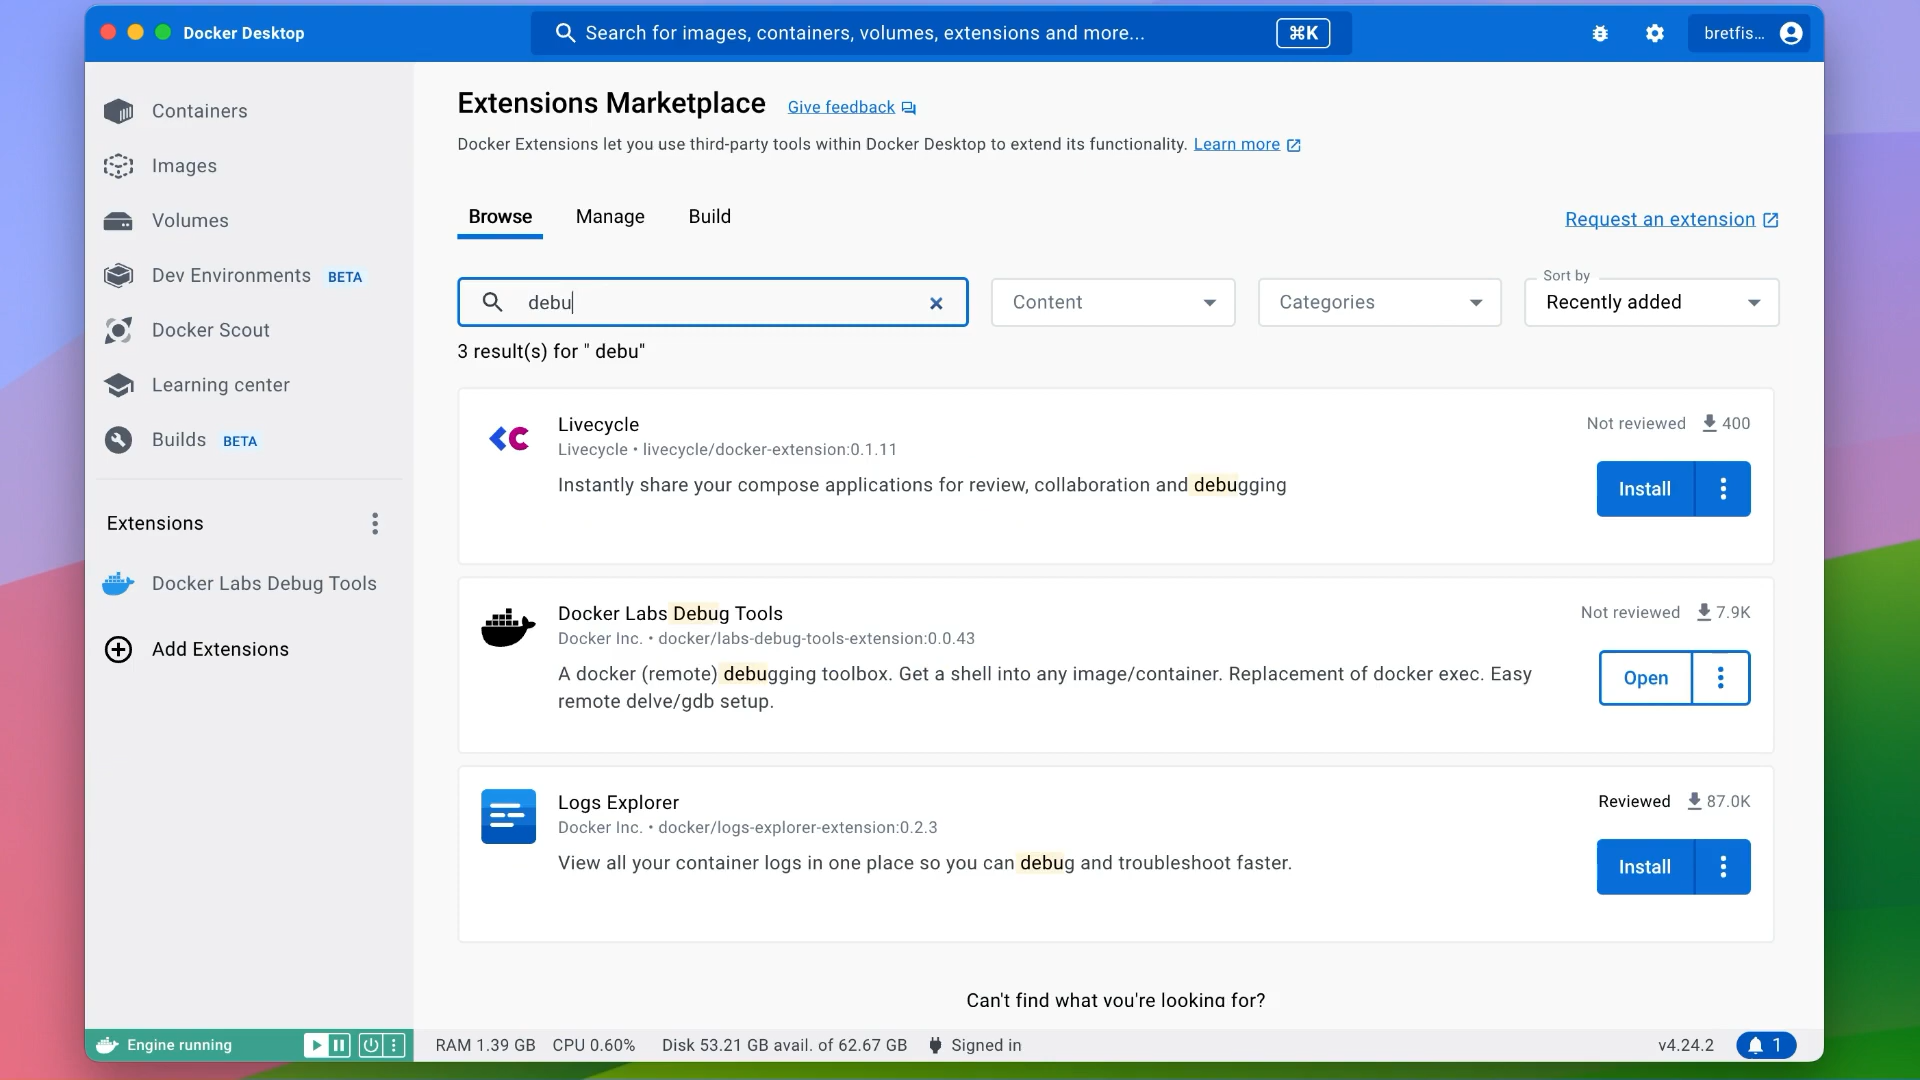 Docker Desktop
Search for images, containers, volumes, extensions and more...
⌘K
bretfis...
Containers
Images
Volumes
Dev Environments BETA
Docker Scout
Learning center
Builds BETA
Extensions
Docker Labs Debug Tools
Add Extensions
Extensions Marketplace
Give feedback
Docker Extensions let you use third-party tools within Docker Desktop to extend its functionality. Learn more
Browse Manage Build
Request an extension
debu
Content
Categories
Sort by
Recently added
3 result(s) for " debu"
Livecycle
Livecycle • livecycle/docker-extension:0.1.11
Instantly share your compose applications for review, collaboration and debugging
Not reviewed 400
Install
Docker Labs Debug Tools
Docker Inc. • docker/labs-debug-tools-extension:0.0.43
A docker (remote) debugging toolbox. Get a shell into any image/container. Replacement of docker exec. Easy
remote delve/gdb setup.
Not reviewed 7.9K
Open
Logs Explorer
Docker Inc. • docker/logs-explorer-extension:0.2.3
View all your container logs in one place so you can debug and troubleshoot faster.
Reviewed 87.0K
Install
Can't find what you're looking for?
Engine running
RAM 1.39 GB CPU 0.60% Disk 53.21 GB avail. of 62.67 GB Signed in
v4.24.2
1